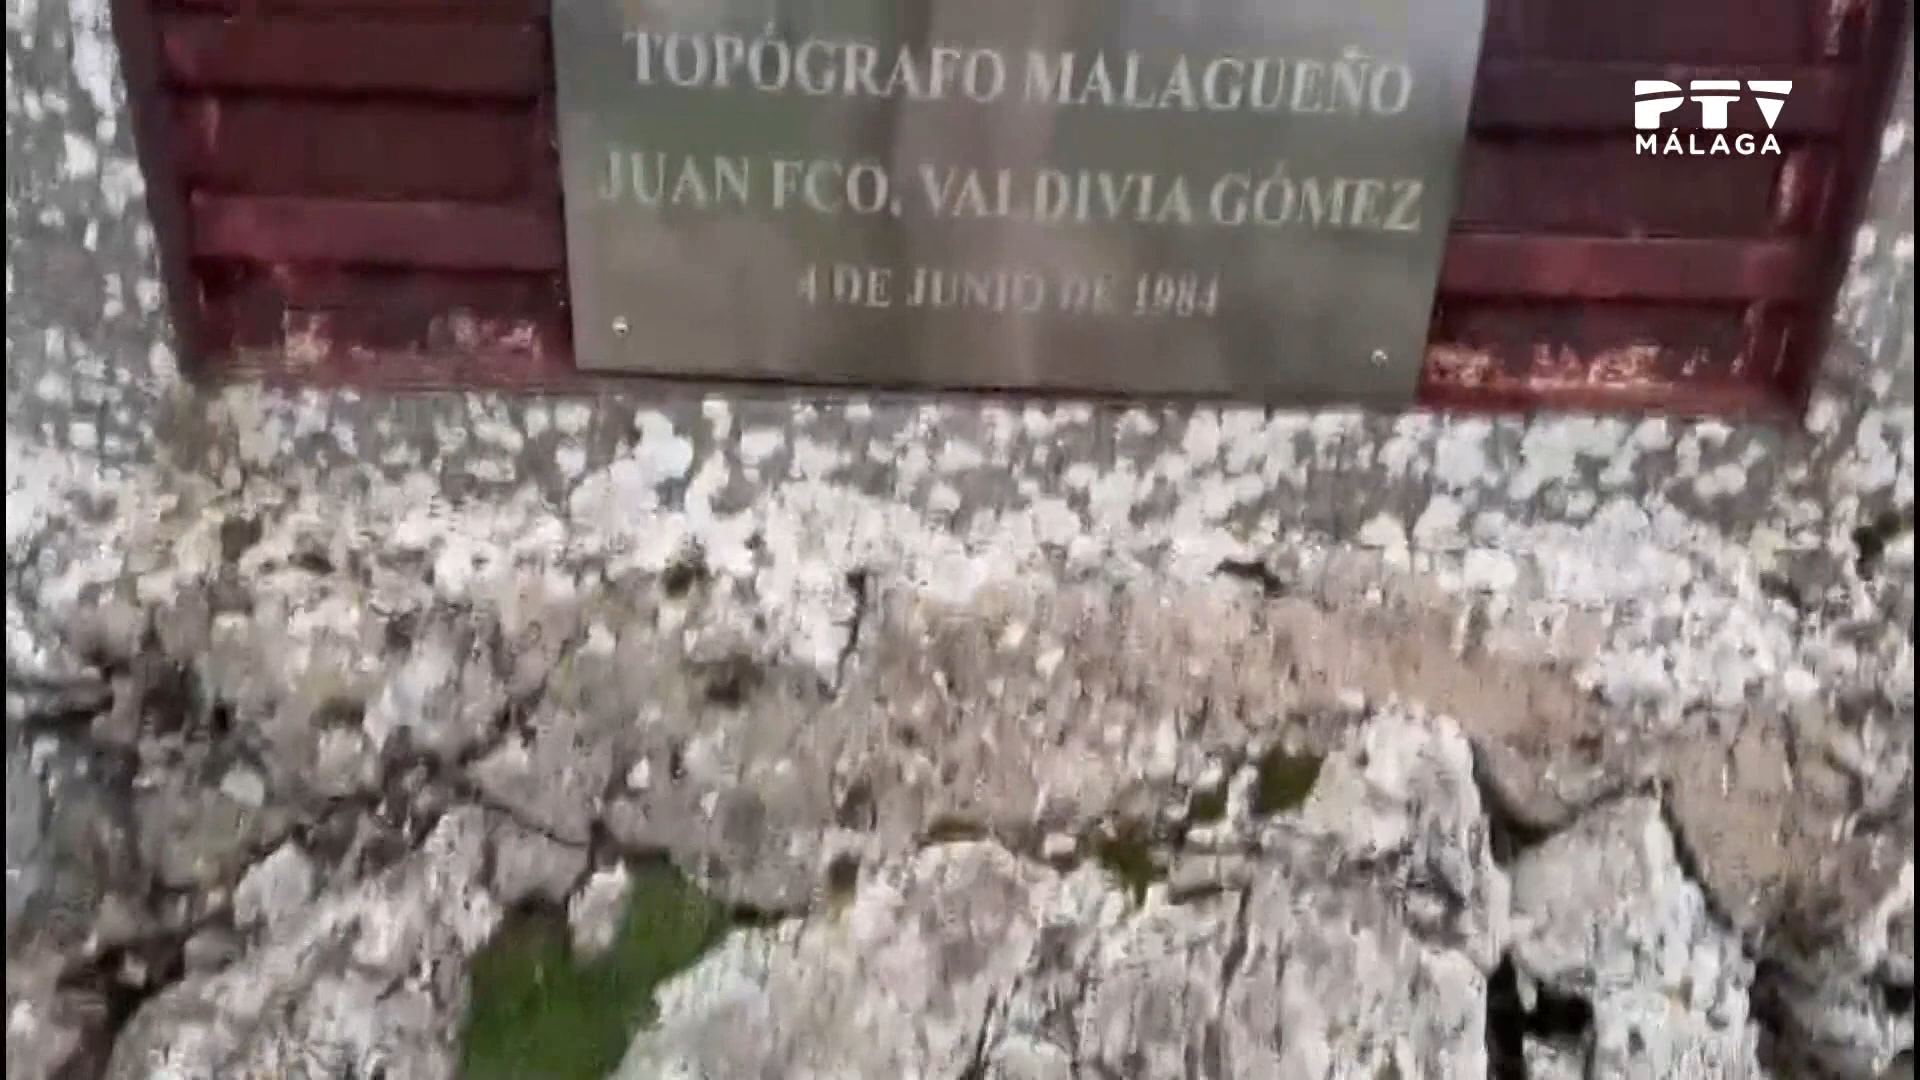 TOPÓGRAFO MALAGUEÑO
JUAN FCO. VALDIVIA GÓMEZ
4 DE JUNIO DE 1984
PTV
MÁLAGA